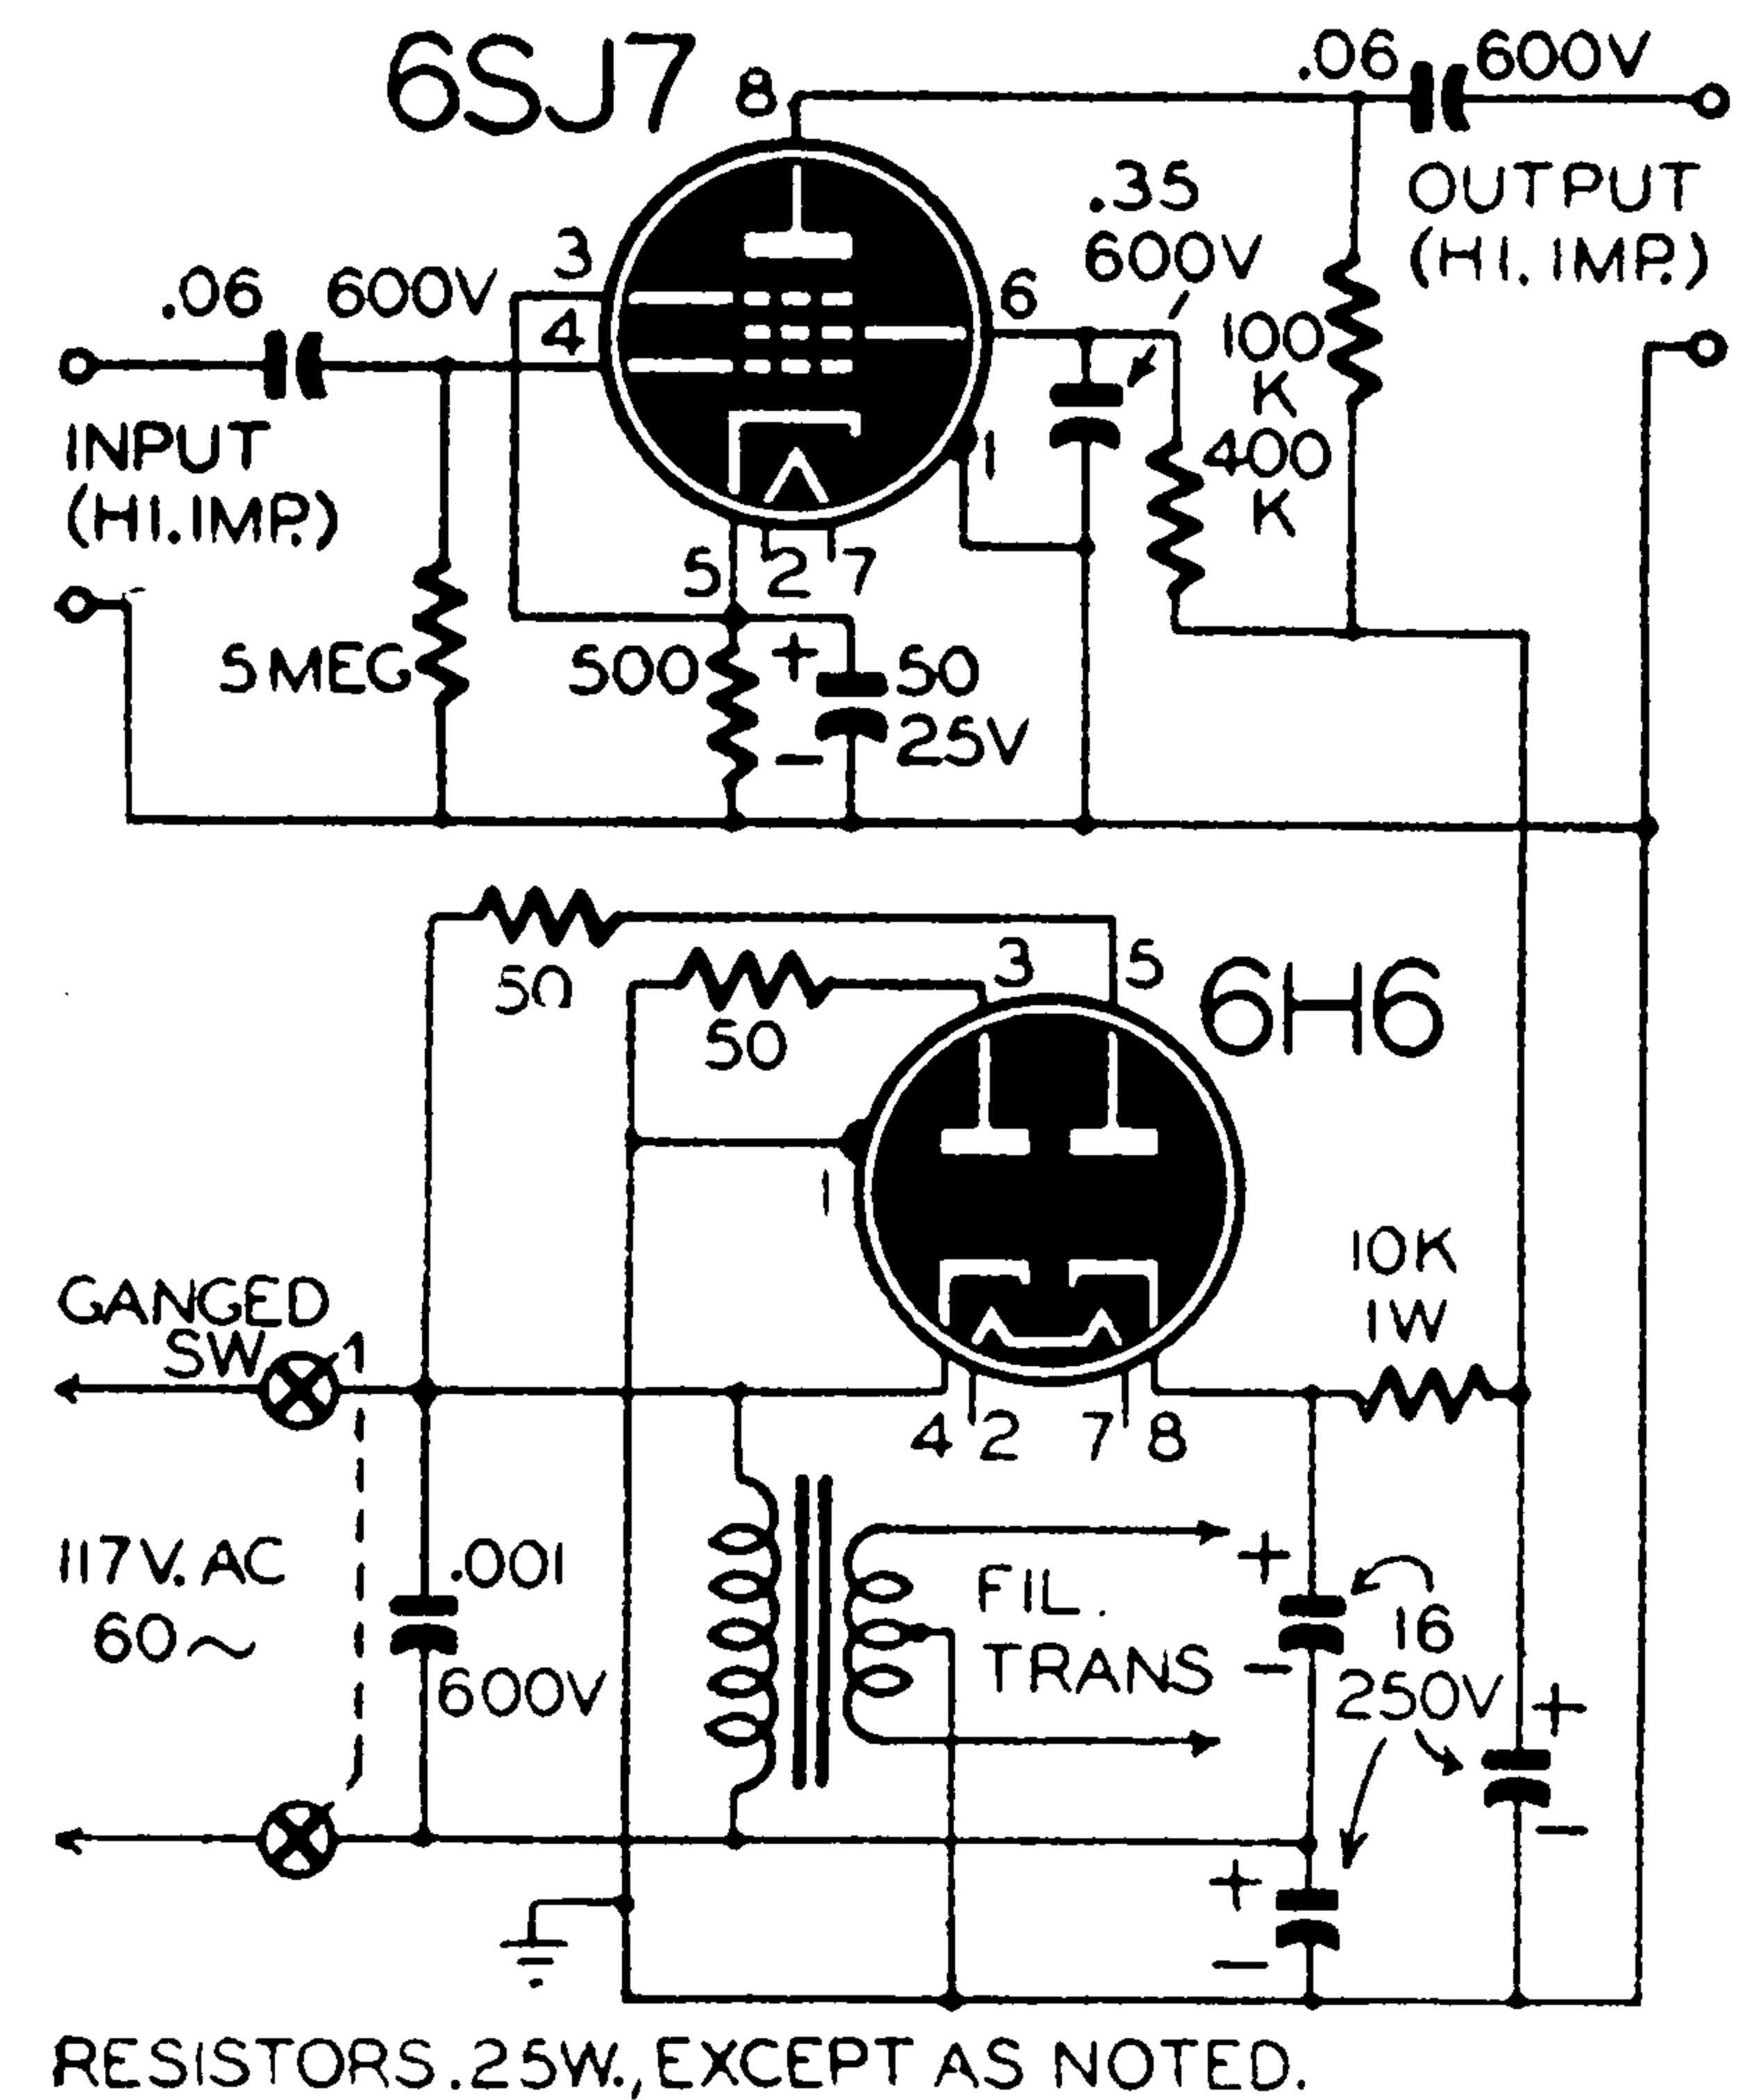 6SJ7
8
.06 600V
.35
600V
OUTPUT
(HI. IMP.)
3
4
.06 600V
6
100
K
400
K
1
INPUT
(HI. IMP.)
5 2 7
5 MEG
500
+
50
25V
−
50
50
3
5
6H6
1
10K
1W
GANGED
SW
4 2 7 8
117V. AC
60~
.001
600V
FIL.
TRANS
+
−
16
250V
+
−
+
−
RESISTORS .25W., EXCEPT AS NOTED.